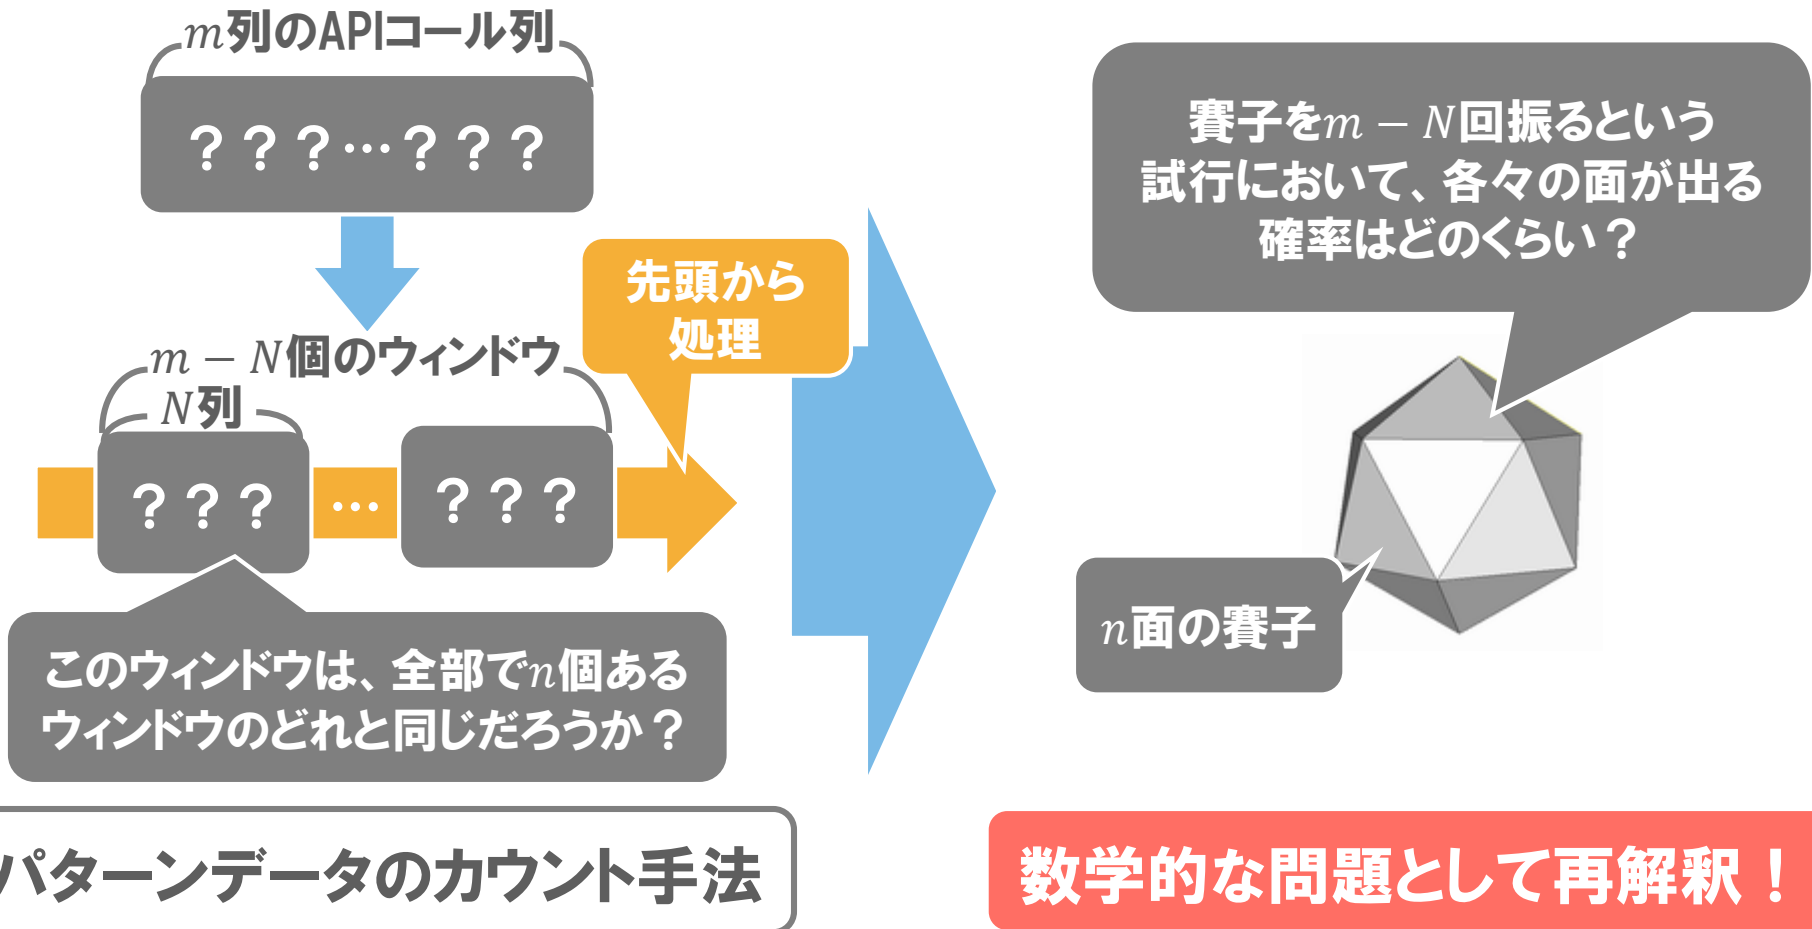 m列のAPIコール列
？？？…？？？
m − N個のウィンドウ
N列
？？？
…
？？？
先頭から
処理
このウィンドウは、全部でn個ある
ウィンドウのどれと同じだろうか？
パターンデータのカウント手法
賽子をm − N回振るという
試行において、各々の面が出る
確率はどのくらい？
n面の賽子
数学的な問題として再解釈！